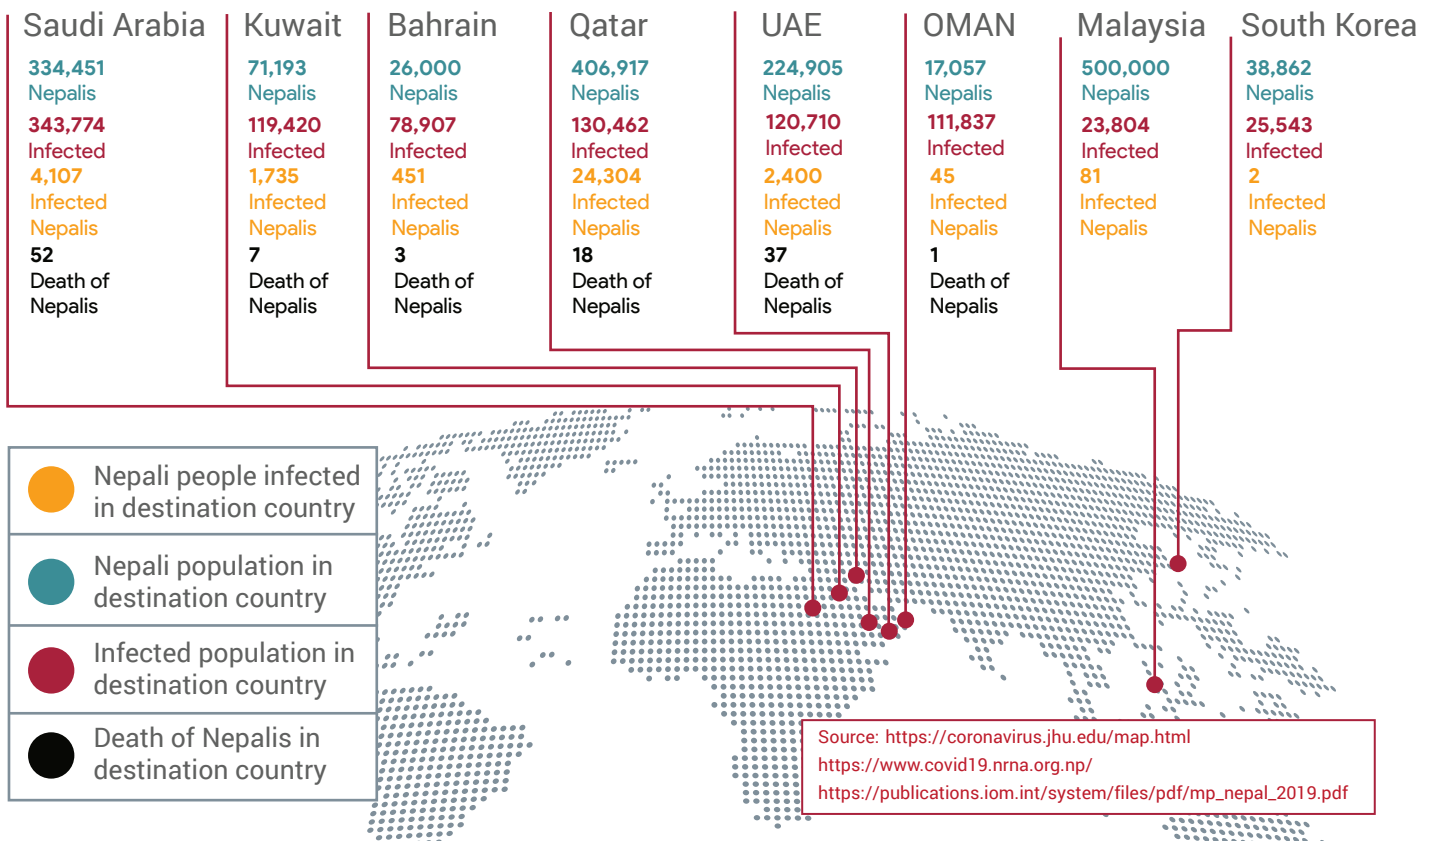 Saudi Arabia
334,451
Nepalis
343,774
Infected
4,107
Infected
Nepalis
52
Death of
Nepalis
Kuwait
71,193
Nepalis
119,420
Infected
1,735
Infected
Nepalis
7
Death of
Nepalis
Bahrain
26,000
Nepalis
78,907
Infected
451
Infected
Nepalis
3
Death of
Nepalis
Qatar
406,917
Nepalis
130,462
Infected
24,304
Infected
Nepalis
18
Death of
Nepalis
UAE
224,905
Nepalis
120,710
Infected
2,400
Infected
Nepalis
37
Death of
Nepalis
OMAN
17,057
Nepalis
111,837
Infected
45
Infected
Nepalis
1
Death of
Nepalis
Malaysia
500,000
Nepalis
23,804
Infected
81
Infected
Nepalis
South Korea
38,862
Nepalis
25,543
Infected
2
Infected
Nepalis
Nepali people infected
in destination country
Nepali population in
destination country
Infected population in
destination country
Death of Nepalis in
destination country
Source: https://coronavirus.jhu.edu/map.html
https://www.covid19.nrna.org.np/
https://publications.iom.int/system/files/pdf/mp_nepal_2019.pdf